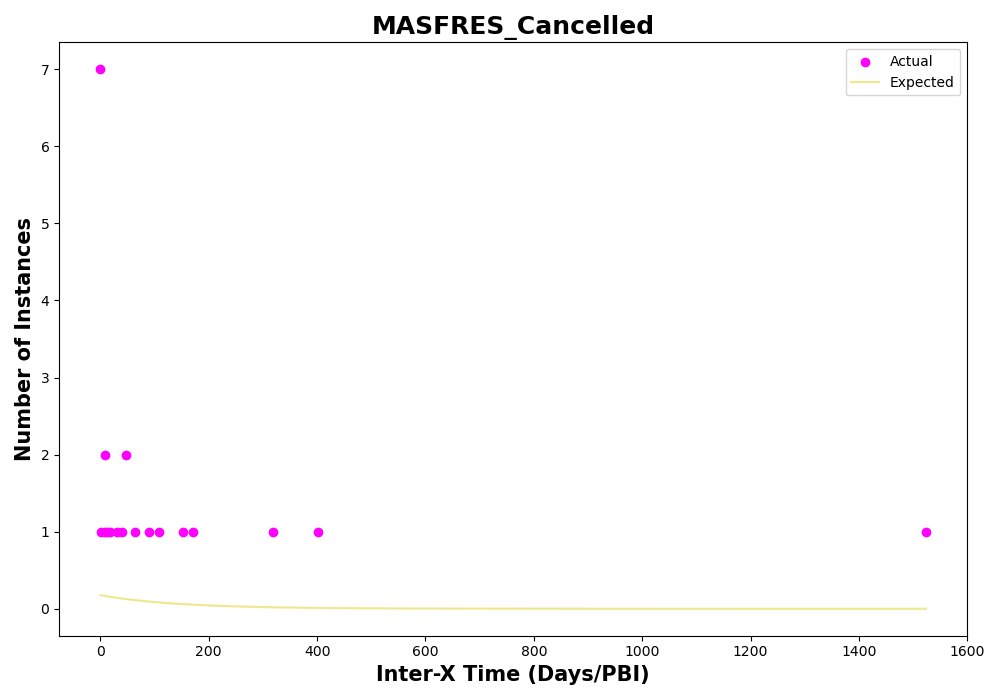 MASFRES_Cancelled
Number of Instances
7
6
5
4
3
2
1
0
Actual
Expected
0 200 400 600 800 1000 1200 1400 1600
Inter-X Time (Days/PBI)